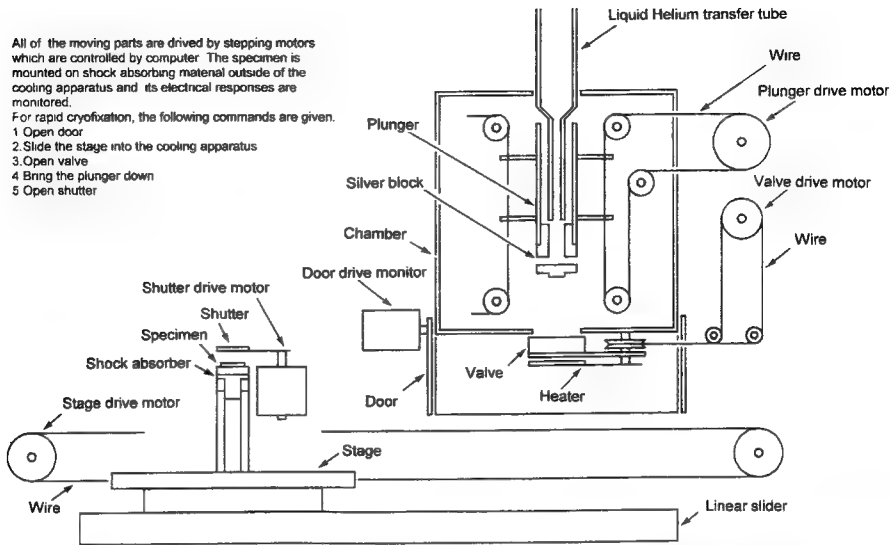 All of the moving parts are drived by stepping motors
which are controlled by computer The specimen is
mounted on shock absorbing material outside of the
cooling apparatus and its electrical responses are
monitored.
For rapid cryofixation, the following commands are given.
1 Open door
2.Slide the stage into the cooling apparatus
3.Open valve
4 Bring the plunger down
5 Open shutter
Liquid Helium transfer tube
Wire
Plunger drive motor
Plunger
Silver block
Valve drive motor
Chamber
Wire
Door drive monitor
Shutter drive motor
Shutter
Specimen
Shock absorber
Valve
Heater
Door
Stage drive motor
Stage
Wire
Linear slider